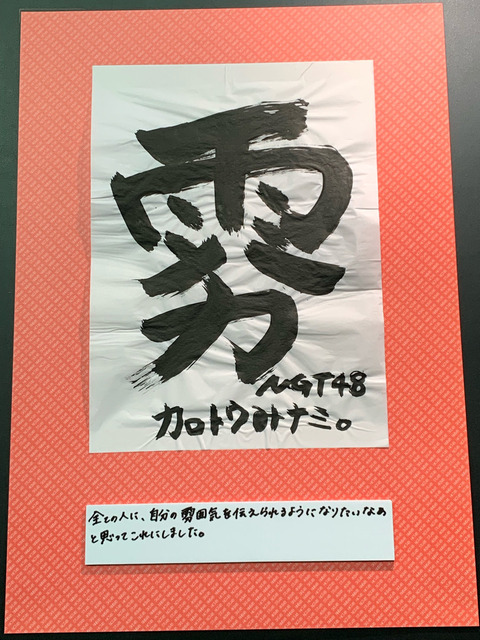 雰
NGT48
カロトウみナミ。
全ての人に、自分の雰囲気を伝えられるようになりたいなぁ
と思ってこれにしました。